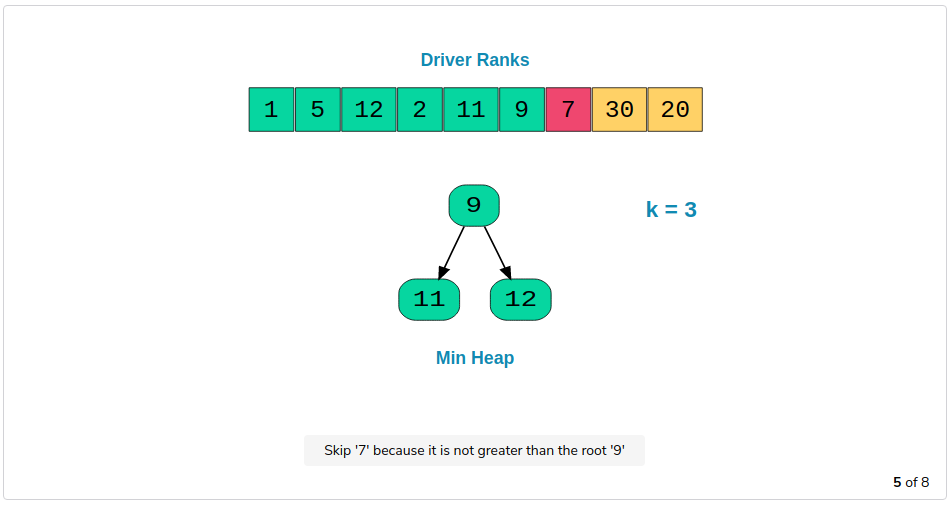 Driver Ranks
1 5 12 2 11 9 7 30 20
9
k = 3
11 12
Min Heap
Skip '7' because it is not greater than the root '9'
5 of 8